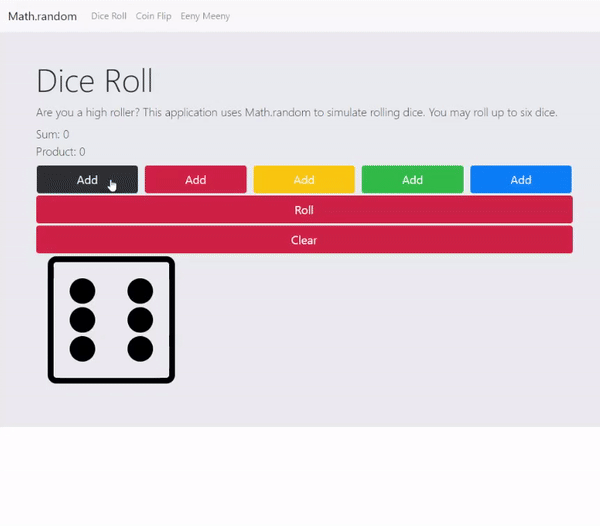 Math.random Dice Roll Coin Flip Eeny Meeny
Dice Roll
Are you a high roller? This application uses Math.random to simulate rolling dice. You may roll up to six dice.
Sum: 0
Product: 0
Add Add Add Add Add
Roll
Clear